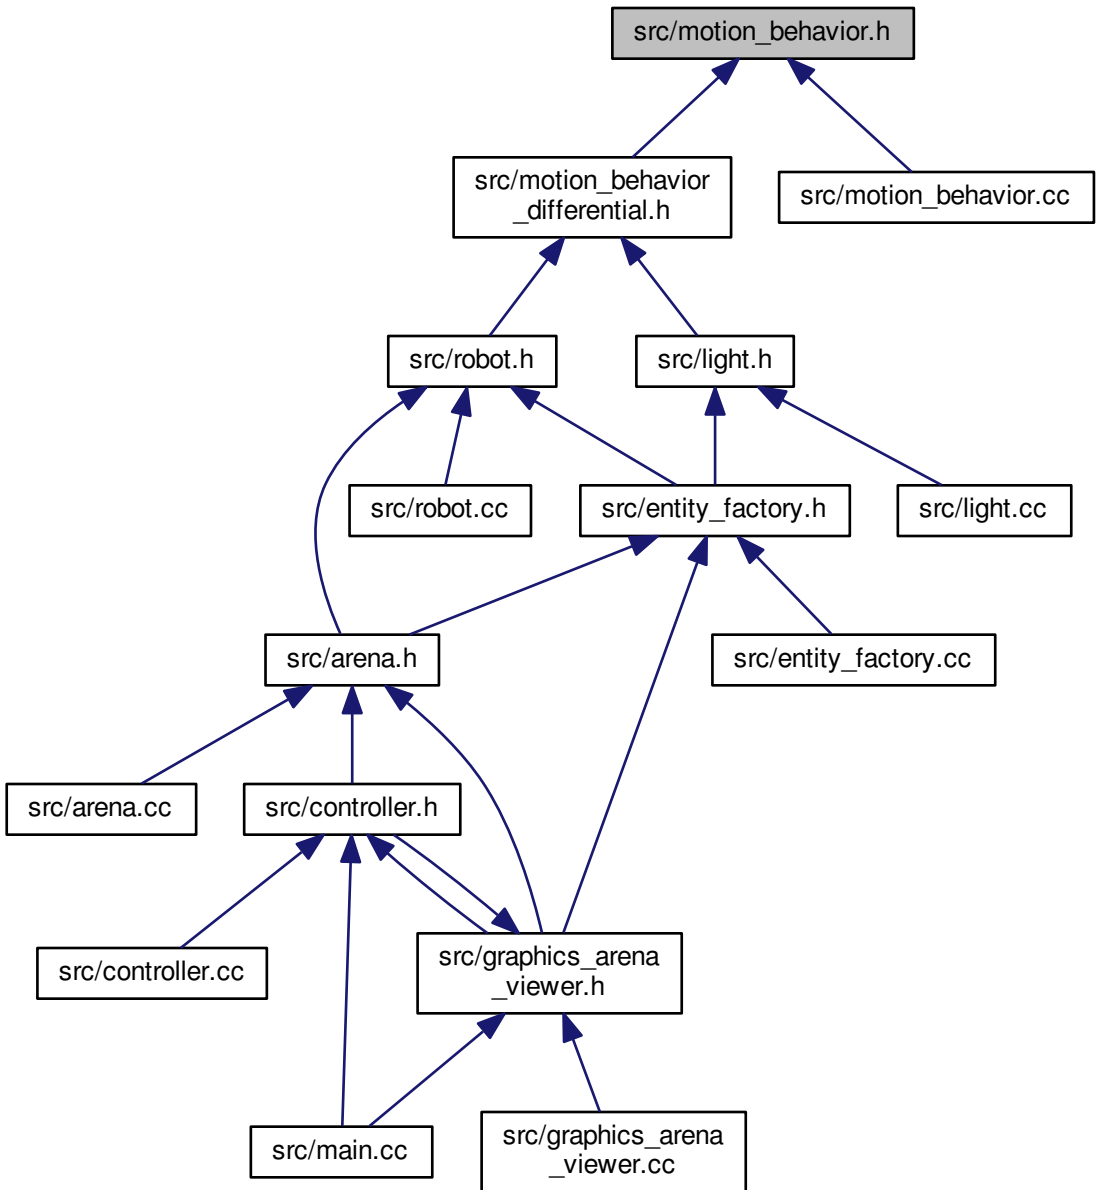 src/motion_behavior.h
src/motion_behavior
_differential.h
src/motion_behavior.cc
src/robot.h
src/light.h
src/robot.cc
src/entity_factory.h
src/light.cc
src/arena.h
src/entity_factory.cc
src/arena.cc
src/controller.h
src/controller.cc
src/graphics_arena
_viewer.h
src/main.cc
src/graphics_arena
_viewer.cc